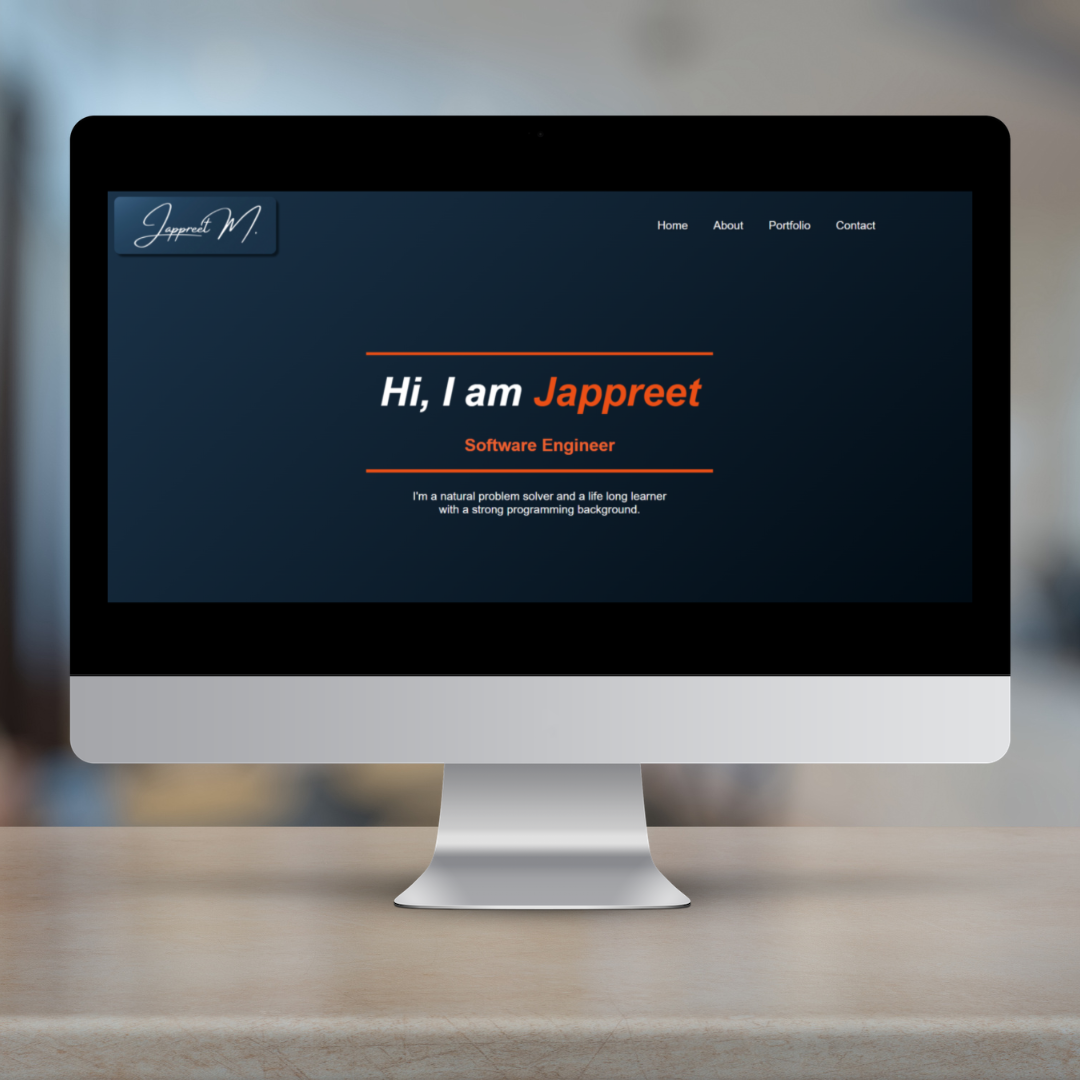 Jappreet M.
Home About Portfolio Contact
Hi, I am Jappreet
Software Engineer
I'm a natural problem solver and a life long learner
with a strong programming background.